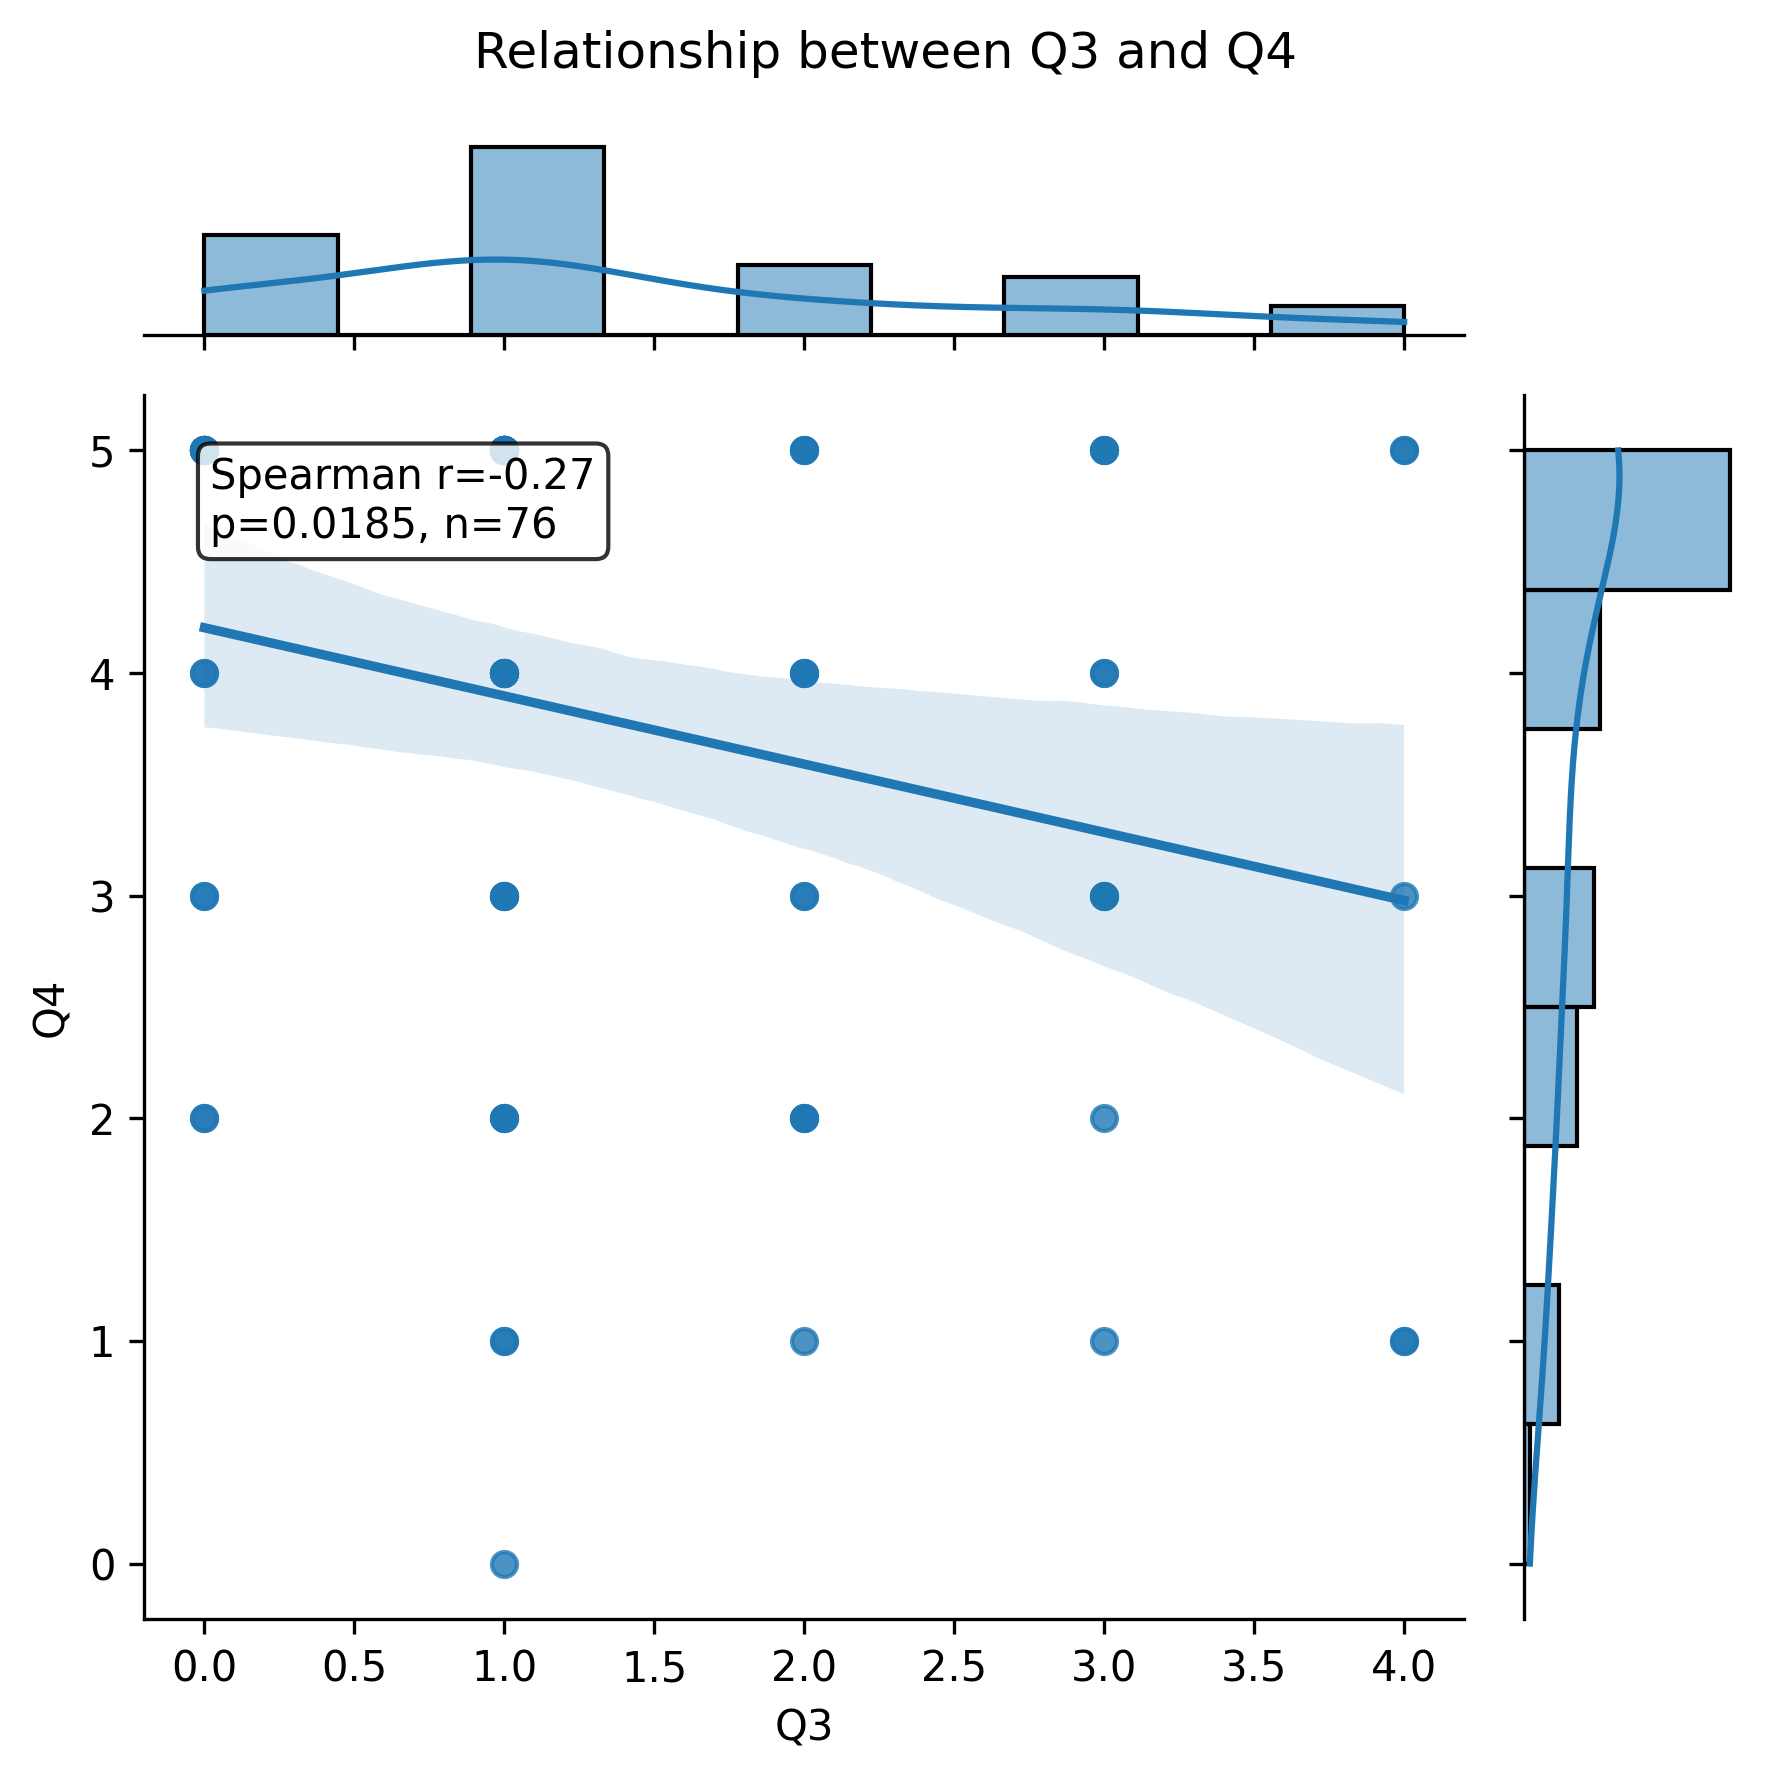 Relationship between Q3 and Q4
Spearman r=-0.27
p=0.0185, n=76
5
4
3
2
1
0
Q4
0.0 0.5 1.0 1.5 2.0 2.5 3.0 3.5 4.0
Q3